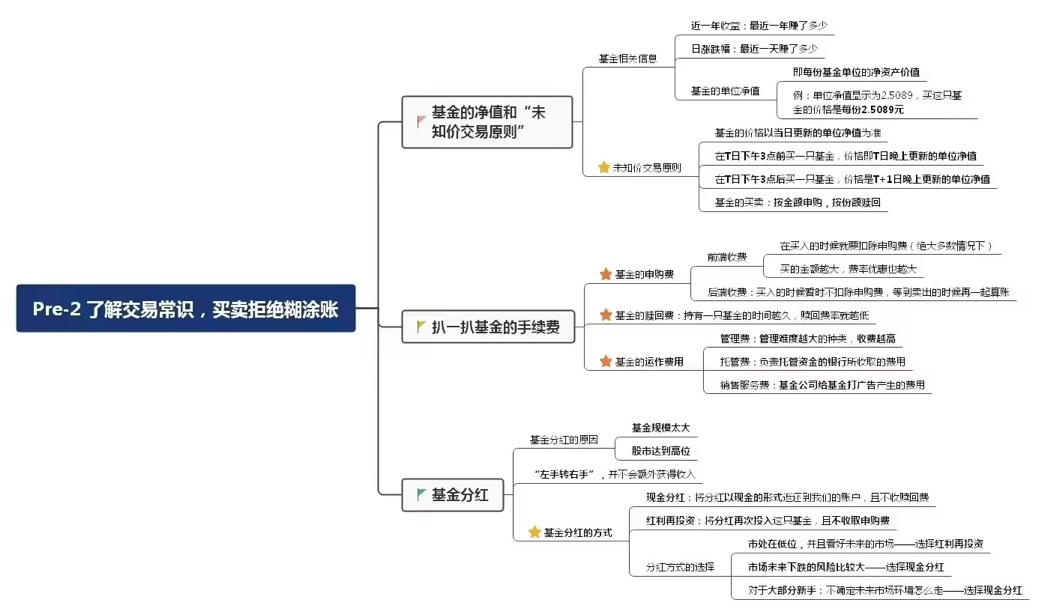 Pre-2 了解交易常识，买卖拒绝糊涂账
基金的净值和“未
知价交易原则”
基金相关信息
近一年收益：最近一年赚了多少
日涨跌幅：最近一天赚了多少
基金的单位净值
即每份基金单位的净资产价值
例：单位净值显示为2.5089，买这只基
金的价格是每份2.5089元
未知价交易原则
基金的价格以当日更新的单位净值为准
在T日下午3点前买一只基金，价格即T日晚上更新的单位净值
在T日下午3点后买一只基金，价格是T+1日晚上更新的单位净值
基金的买卖：按金额申购，按份额赎回
扒一扒基金的手续费
基金的申购费
前端收费
在买入的时候就要扣除申购费（绝大多数情况下）
买的金额越大，费率优惠也越大
后端收费：买入的时候暂时不扣除申购费，等到卖出的时候再一起算账
基金的赎回费：持有一只基金的时间越久，赎回费率就越低
基金的运作费用
管理费：管理难度越大的种类，收费越高
托管费：负责托管资金的银行所收取的费用
销售服务费：基金公司给基金打广告产生的费用
基金分红
基金分红的原因
基金规模太大
股市达到高位
“左手转右手”，并不会额外获得收入
基金分红的方式
现金分红：将分红以现金的形式返还到我们的账户，且不收赎回费
红利再投资：将分红再次投入这只基金，且不收取申购费
分红方式的选择
市处在低位，并且看好未来的市场——选择红利再投资
市场未来下跌的风险比较大——选择现金分红
对于大部分新手：不确定未来市场环境怎么走——选择现金分红